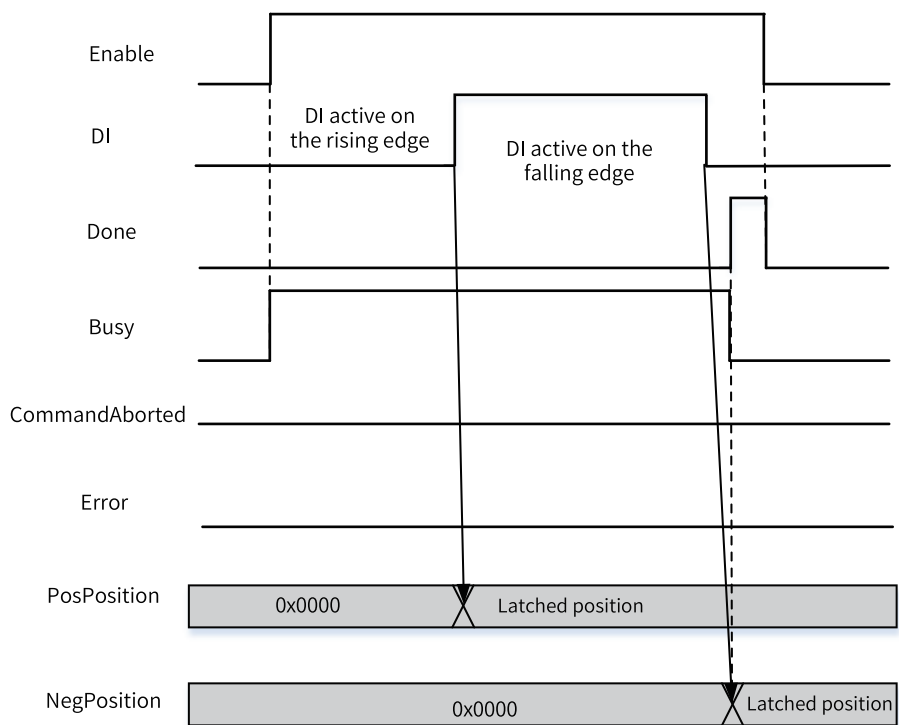 Enable
DI
DI active on
the rising edge
DI active on the
falling edge
Done
Busy
CommandAborted
Error
PosPosition
0x0000
Latched position
NegPosition
0x0000
Latched position